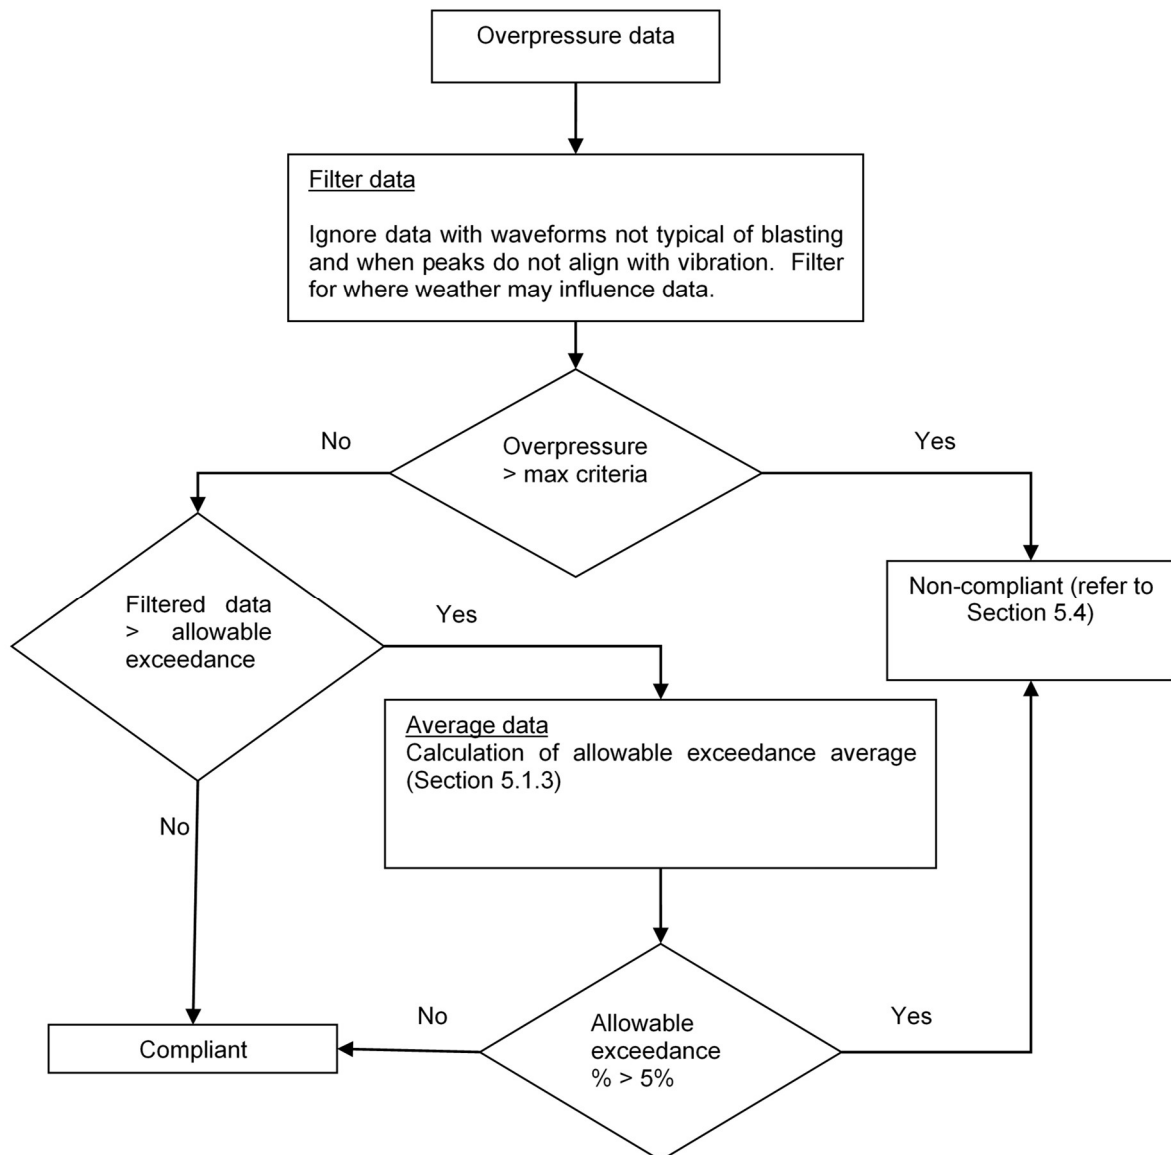 Overpressure data
Filter data
Ignore data with waveforms not typical of blasting
and when peaks do not align with vibration. Filter
for where weather may influence data.
No
Overpressure
> max criteria
Yes
Filtered data
> allowable
exceedance
Yes
Non-compliant (refer to
Section 5.4)
Average data
Calculation of allowable exceedance average
(Section 5.1.3)
No
No
Allowable
exceedance
% > 5%
Yes
Compliant